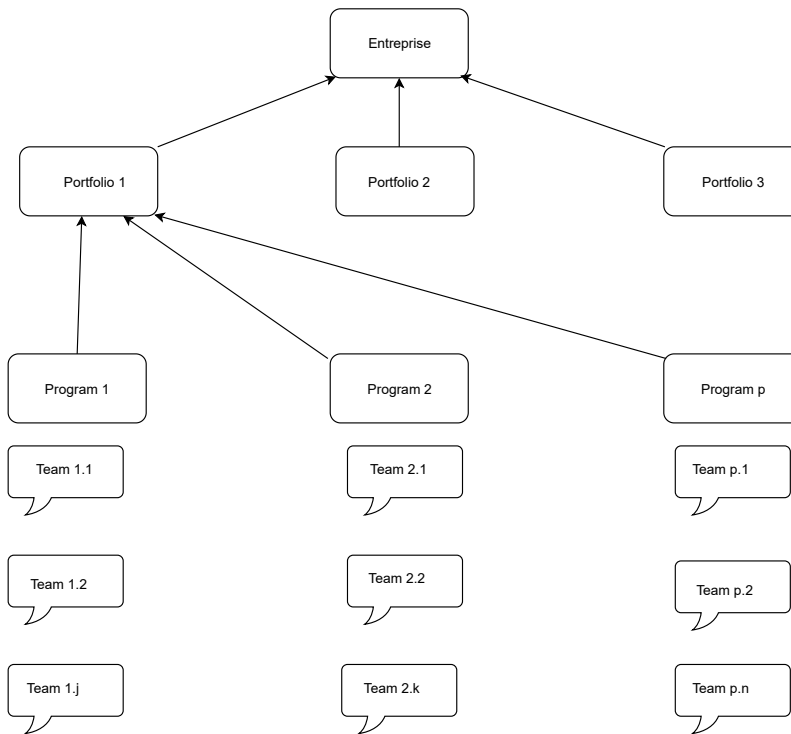 Entreprise
Portfolio 1
Portfolio 2
Portfolio 3
Program 1
Program 2
Program p
Team 1.1
Team 2.1
Team p.1
Team 1.2
Team 2.2
Team p.2
Team 1.j
Team 2.k
Team p.n